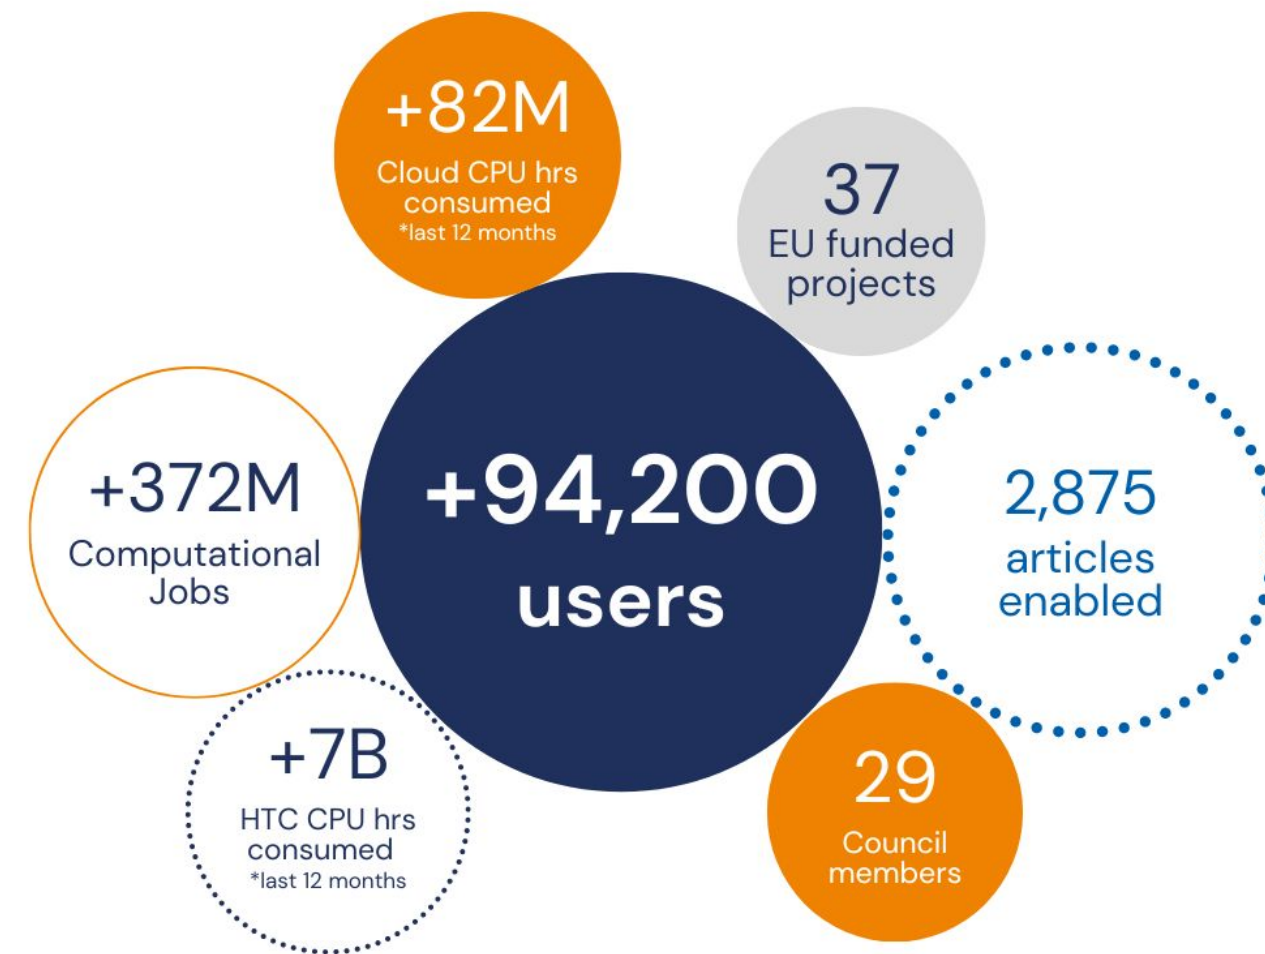 +82M
Cloud CPU hrs
consumed
*last 12 months
37
EU funded
projects
+94,200
users
+372M
Computational
Jobs
2,875
articles
enabled
+7B
HTC CPU hrs
consumed
*last 12 months
29
Council
members